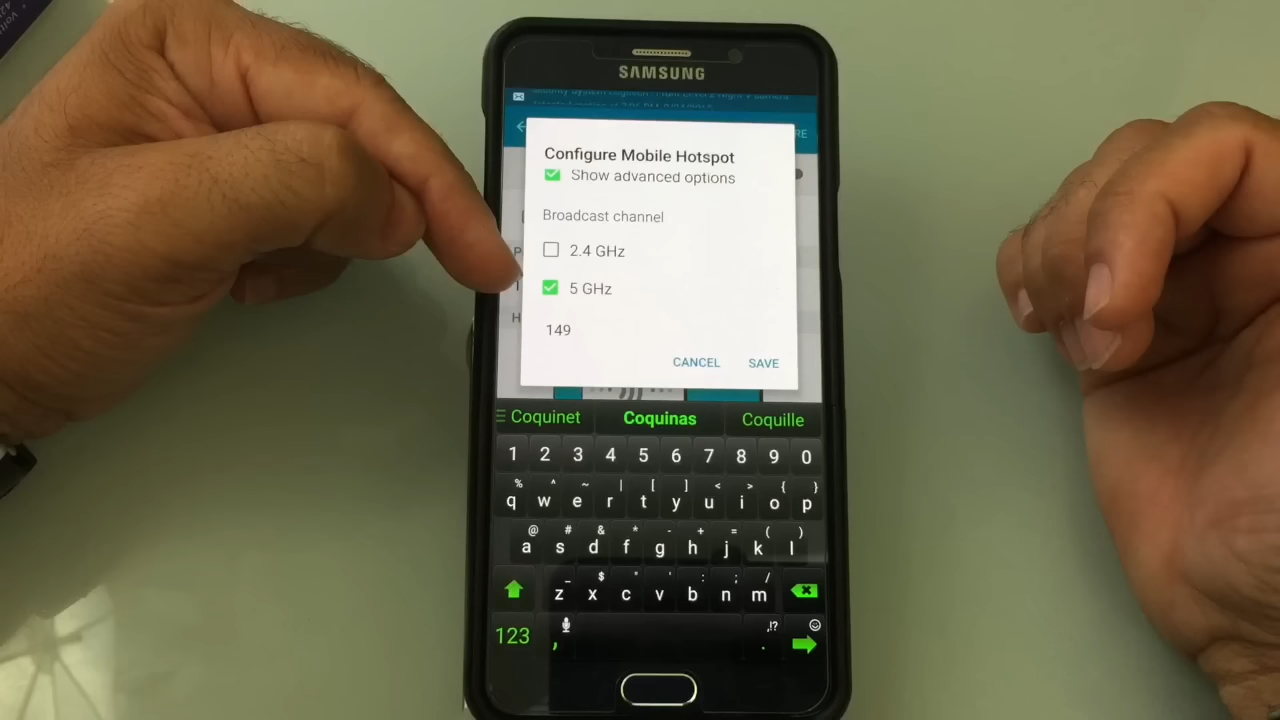 SAMSUNG
RE
Configure Mobile Hotspot
Show advanced options
Broadcast channel
2.4 GHz
5 GHz
149
H
CANCEL SAVE
Coquinet Coquinas Coquille
1 2 3 4 5 6 7 8 9 0
% ^ ~ | [ ] < > { }
q w e r t y u i o p
@ # & * - + = ( )
a s d f g h j k l
_ $ " ' : ; /
z x c v b n m
123 , ,!? .